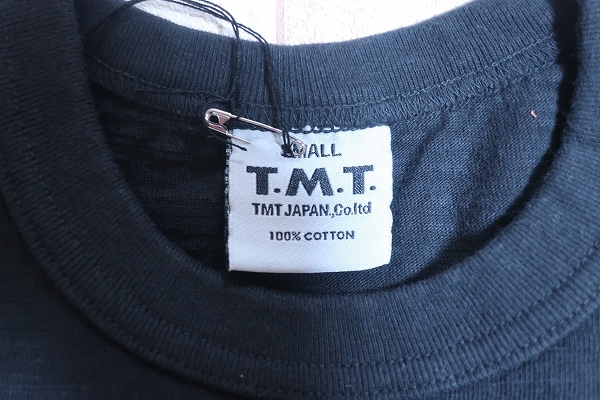 SMALL
T.M.T.
TMT JAPAN.,Co.ltd
100% COTTON